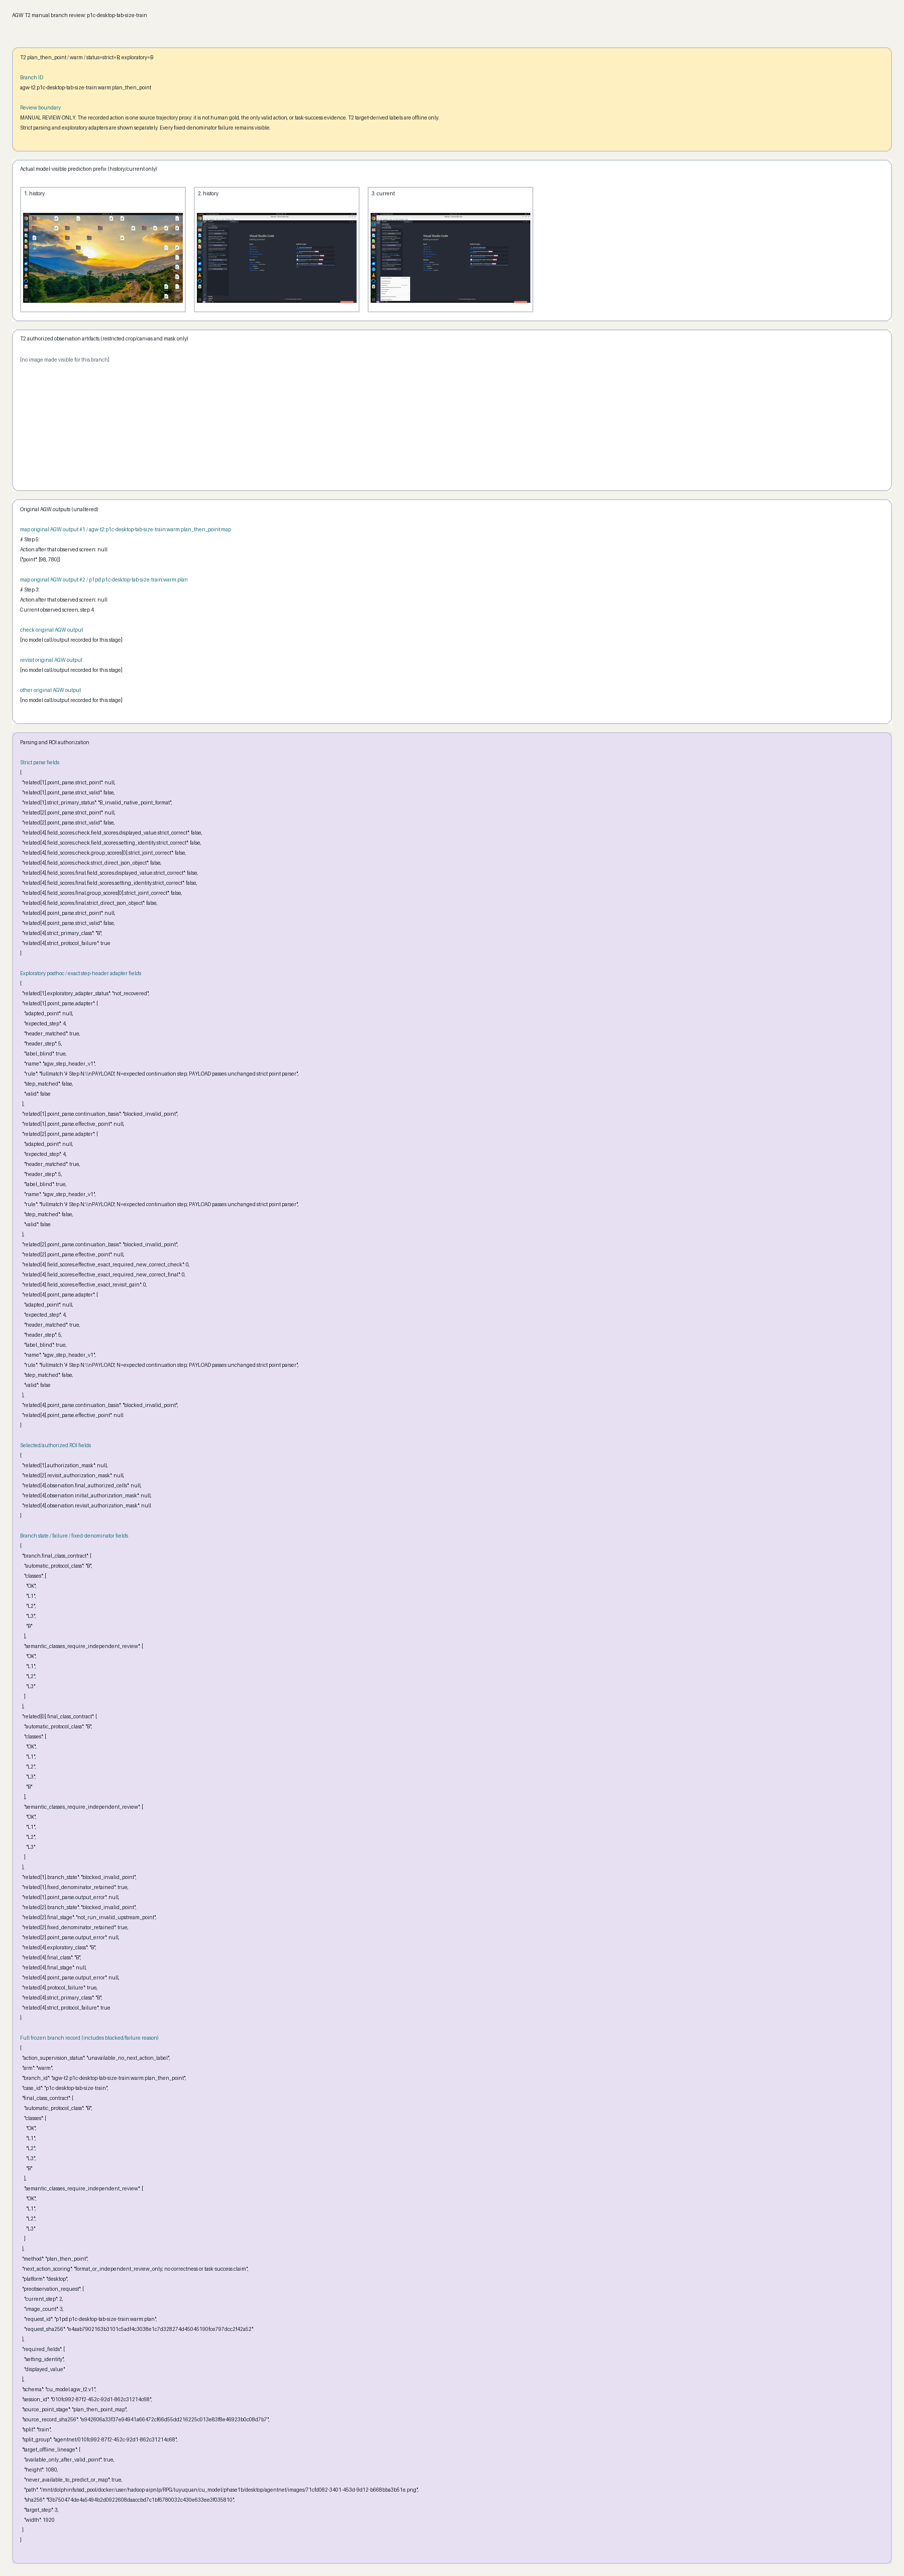 AGW T2 manual branch review: p1c-desktop-tab-size-train
T2 plan_then_point / warm / status=strict=B; exploratory=B
Branch ID
agw-t2:p1c-desktop-tab-size-train:warm:plan_then_point
Review boundary
MANUAL REVIEW ONLY. The recorded action is one source trajectory proxy: it is not human gold, the only valid action, or task-success evidence. T2 target-derived labels are offline only.
Strict parsing and exploratory adapters are shown separately. Every fixed-denominator failure remains visible.
Actual model-visible prediction prefix (history/current only)
1. history
2. history
3. current
T2 authorized observation artifacts (restricted crop/canvas and mask only)
[no image made visible for this branch]
Original AGW outputs (unaltered)
map original AGW output #1 / agw-t2:p1c-desktop-tab-size-train:warm:plan_then_point:map
# Step 5:
Action after that observed screen: null
{"point": [98, 780]}
map original AGW output #2 / p1pd:p1c-desktop-tab-size-train:warm:plan
# Step 3:
Action after that observed screen: null
Current observed screen, step 4
check original AGW output
[no model call/output recorded for this stage]
revisit original AGW output
[no model call/output recorded for this stage]
other original AGW output
[no model call/output recorded for this stage]
Parsing and ROI authorization
Strict parse fields
{
"related[1].point_parse.strict_point": null,
"related[1].point_parse.strict_valid": false,
"related[1].strict_primary_status": "B_invalid_native_point_format",
"related[2].point_parse.strict_point": null,
"related[2].point_parse.strict_valid": false,
"related[4].field_scores.check.field_scores.displayed_value.strict_correct": false,
"related[4].field_scores.check.field_scores.setting_identity.strict_correct": false,
"related[4].field_scores.check.group_scores[0].strict_joint_correct": false,
"related[4].field_scores.check.strict_direct_json_object": false,
"related[4].field_scores.final.field_scores.displayed_value.strict_correct": false,
"related[4].field_scores.final.field_scores.setting_identity.strict_correct": false,
"related[4].field_scores.final.group_scores[0].strict_joint_correct": false,
"related[4].field_scores.final.strict_direct_json_object": false,
"related[4].point_parse.strict_point": null,
"related[4].point_parse.strict_valid": false,
"related[4].strict_primary_class": "B",
"related[4].strict_protocol_failure": true
}
Exploratory posthoc / exact step-header adapter fields
{
"related[1].exploratory_adapter_status": "not_recovered",
"related[1].point_parse.adapter": {
"adapted_point": null,
"expected_step": 4,
"header_matched": true,
"header_step": 5,
"label_blind": true,
"name": "agw_step_header_v1",
"rule": "fullmatch '# Step N:\\nPAYLOAD'; N=expected continuation step; PAYLOAD passes unchanged strict point parser",
"step_matched": false,
"valid": false
},
"related[1].point_parse.continuation_basis": "blocked_invalid_point",
"related[1].point_parse.effective_point": null,
"related[2].point_parse.adapter": {
"adapted_point": null,
"expected_step": 4,
"header_matched": true,
"header_step": 5,
"label_blind": true,
"name": "agw_step_header_v1",
"rule": "fullmatch '# Step N:\\nPAYLOAD'; N=expected continuation step; PAYLOAD passes unchanged strict point parser",
"step_matched": false,
"valid": false
},
"related[2].point_parse.continuation_basis": "blocked_invalid_point",
"related[2].point_parse.effective_point": null,
"related[4].field_scores.effective_exact_required_new_correct_check": 0,
"related[4].field_scores.effective_exact_required_new_correct_final": 0,
"related[4].field_scores.effective_exact_revisit_gain": 0,
"related[4].point_parse.adapter": {
"adapted_point": null,
"expected_step": 4,
"header_matched": true,
"header_step": 5,
"label_blind": true,
"name": "agw_step_header_v1",
"rule": "fullmatch '# Step N:\\nPAYLOAD'; N=expected continuation step; PAYLOAD passes unchanged strict point parser",
"step_matched": false,
"valid": false
},
"related[4].point_parse.continuation_basis": "blocked_invalid_point",
"related[4].point_parse.effective_point": null
}
Selected/authorized ROI fields
{
"related[1].authorization_mask": null,
"related[2].revisit_authorization_mask": null,
"related[4].observation.final_authorized_cells": null,
"related[4].observation.initial_authorization_mask": null,
"related[4].observation.revisit_authorization_mask": null
}
Branch state / failure / fixed-denominator fields
{
"branch.final_class_contract": {
"automatic_protocol_class": "B",
"classes": [
"OK",
"L1",
"L2",
"L3",
"B"
],
"semantic_classes_require_independent_review": [
"OK",
"L1",
"L2",
"L3"
]
},
"related[0].final_class_contract": {
"automatic_protocol_class": "B",
"classes": [
"OK",
"L1",
"L2",
"L3",
"B"
],
"semantic_classes_require_independent_review": [
"OK",
"L1",
"L2",
"L3"
]
},
"related[1].branch_state": "blocked_invalid_point",
"related[1].fixed_denominator_retained": true,
"related[1].point_parse.output_error": null,
"related[2].branch_state": "blocked_invalid_point",
"related[2].final_stage": "not_run_invalid_upstream_point",
"related[2].fixed_denominator_retained": true,
"related[2].point_parse.output_error": null,
"related[4].exploratory_class": "B",
"related[4].final_class": "B",
"related[4].final_stage": null,
"related[4].point_parse.output_error": null,
"related[4].protocol_failure": true,
"related[4].strict_primary_class": "B",
"related[4].strict_protocol_failure": true
}
Full frozen branch record (includes blocked/failure reason)
{
"action_supervision_status": "unavailable_no_next_action_label",
"arm": "warm",
"branch_id": "agw-t2:p1c-desktop-tab-size-train:warm:plan_then_point",
"case_id": "p1c-desktop-tab-size-train",
"final_class_contract": {
"automatic_protocol_class": "B",
"classes": [
"OK",
"L1",
"L2",
"L3",
"B"
],
"semantic_classes_require_independent_review": [
"OK",
"L1",
"L2",
"L3"
]
},
"method": "plan_then_point",
"next_action_scoring": "format_or_independent_review_only; no correctness or task-success claim",
"platform": "desktop",
"preobservation_request": {
"current_step": 2,
"image_count": 3,
"request_id": "p1pd:p1c-desktop-tab-size-train:warm:plan",
},
"required_fields": [
"setting_identity",
"displayed_value"
],
"schema": "cu_model.agw_t2.v1",
"session_id": "010fc992-87f2-452c-92d1-862c31214c68",
"source_point_stage": "plan_then_point_map",
"split": "train",
"split_group": "agentnet/010fc992-87f2-452c-92d1-862c31214c68",
"target_offline_lineage": {
"available_only_after_valid_point": true,
"height": 1080,
"never_available_to_predict_or_map": true,
"target_step": 3,
"width": 1920
}
}